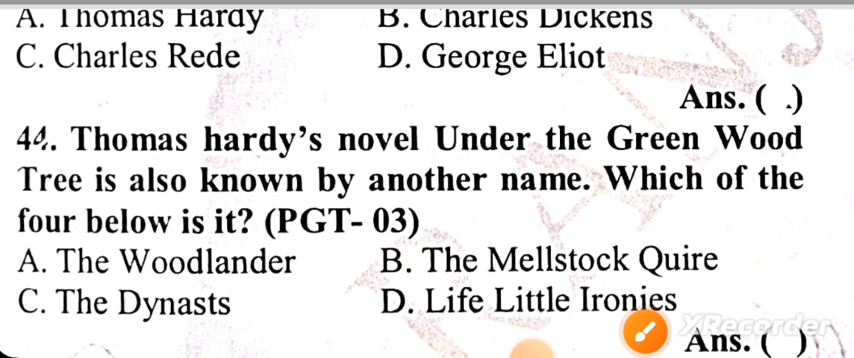 A. Thomas Hardy B. Charles Dickens
C. Charles Rede D. George Eliot
Ans. ( .)
44. Thomas hardy's novel Under the Green Wood
Tree is also known by another name. Which of the
four below is it? (PGT- 03)
A. The Woodlander B. The Mellstock Quire
C. The Dynasts D. Life Little Ironies
XRecorder
Ans. ( )